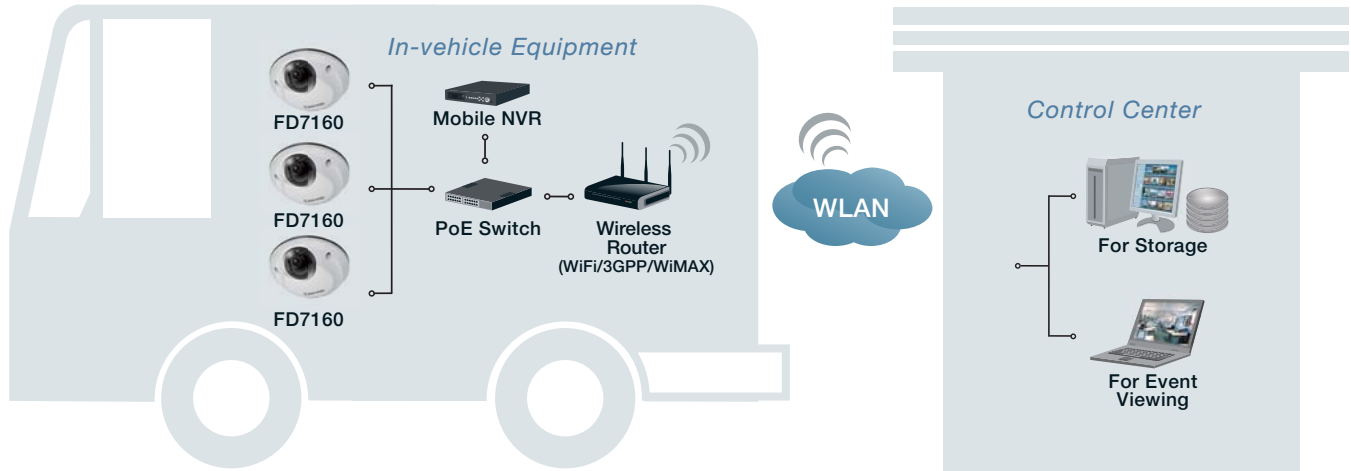 In-vehicle Equipment
FD7160
Mobile NVR
FD7160
PoE Switch
Wireless
Router
(WiFi/3GPP/WiMAX)
FD7160
WLAN
Control Center
For Storage
For Event
Viewing